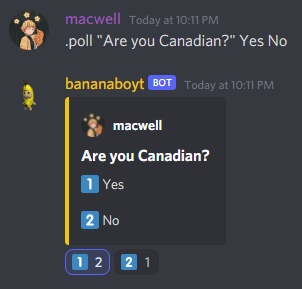 macwell Today at 10:11 PM
.poll "Are you Canadian?" Yes No
bananaboyt BOT Today at 10:11 PM
macwell
Are you Canadian?
1 Yes
2 No
1 2 2 1